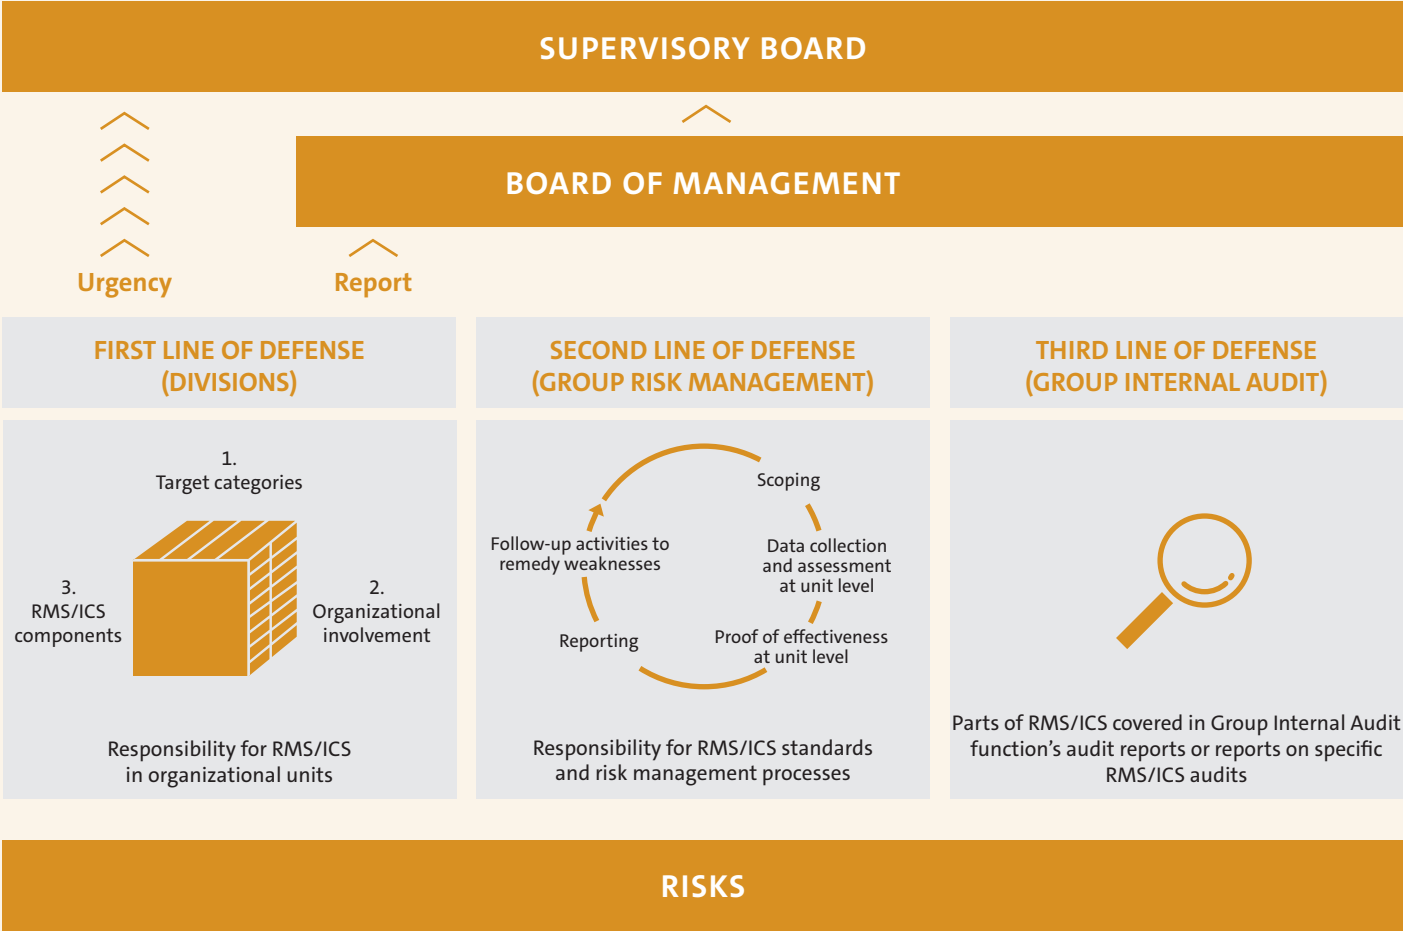 SUPERVISORY BOARD
BOARD OF MANAGEMENT
Urgency
Report
FIRST LINE OF DEFENSE
(DIVISIONS)
1.
Target categories
3.
RMS/ICS
components
2.
Organizational
involvement
Responsibility for RMS/ICS
in organizational units
SECOND LINE OF DEFENSE
(GROUP RISK MANAGEMENT)
Scoping
Data collection
and assessment
at unit level
Proof of effectiveness
at unit level
Reporting
Follow-up activities to
remedy weaknesses
Responsibility for RMS/ICS standards
and risk management processes
THIRD LINE OF DEFENSE
(GROUP INTERNAL AUDIT)
Parts of RMS/ICS covered in Group Internal Audit
function’s audit reports or reports on specific
RMS/ICS audits
RISKS